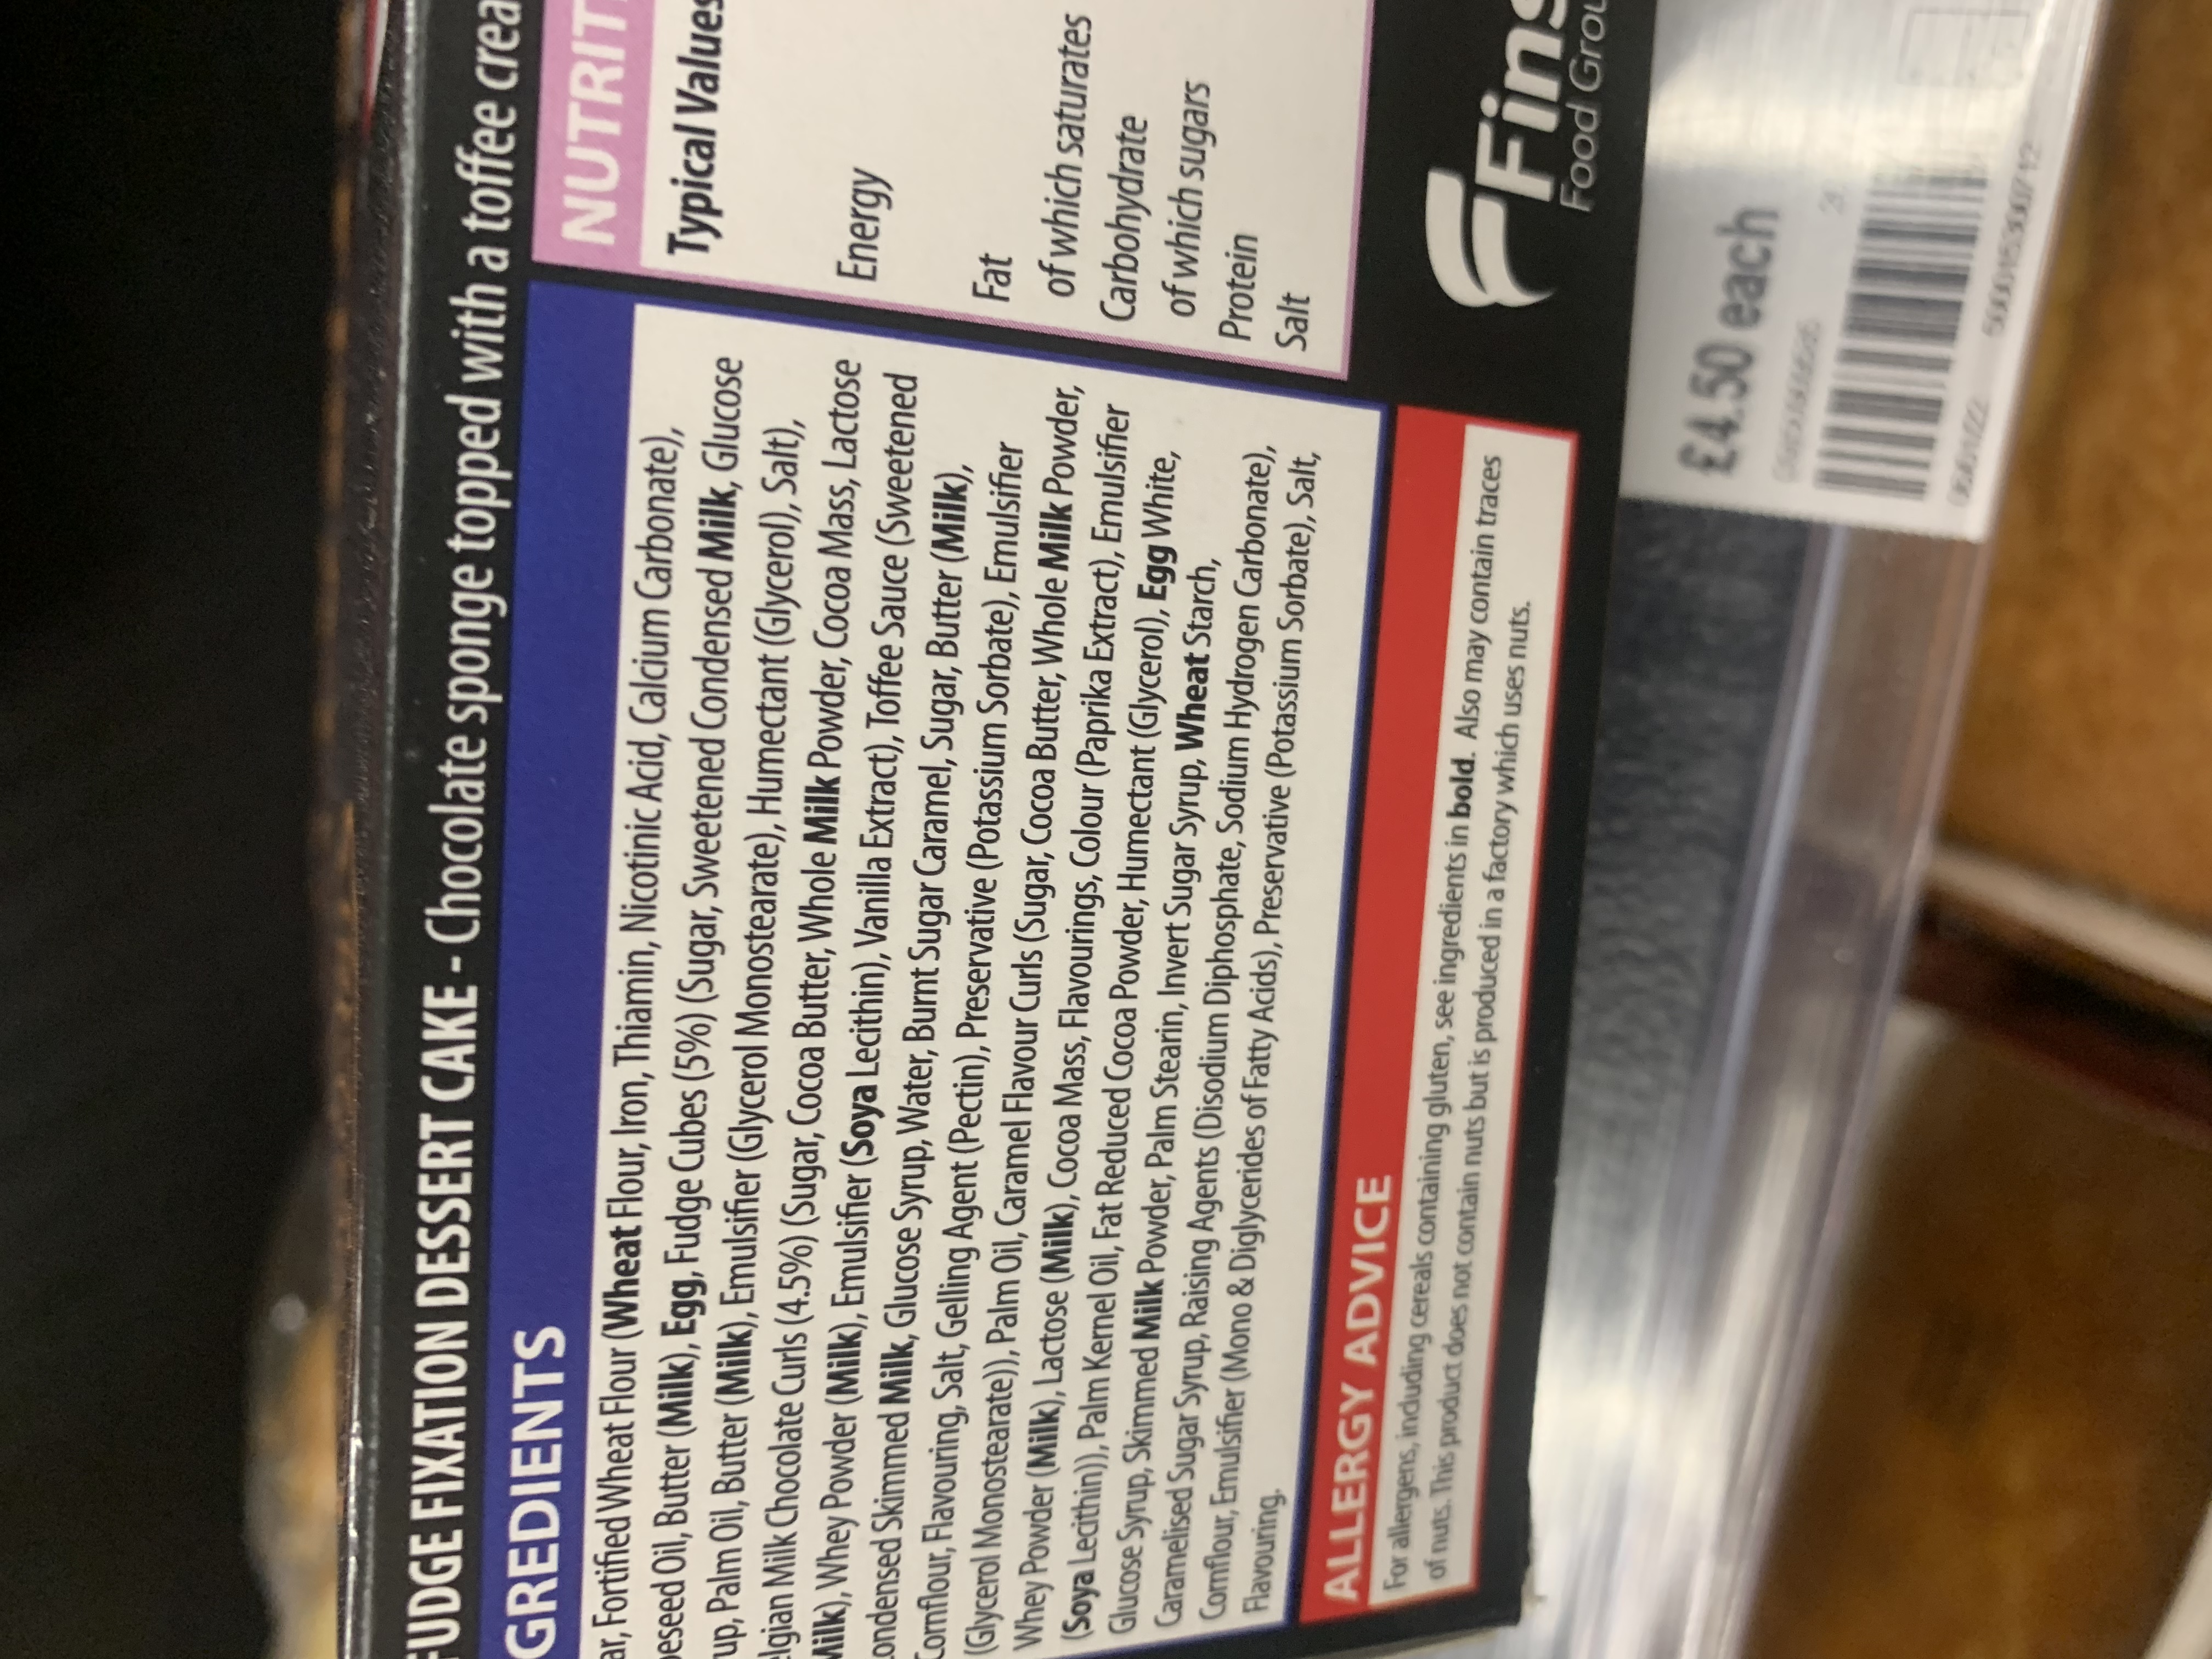 FUDGE FIXATION DESSERT CAKE - Chocolate sponge topped with a toffee crea
GREDIENTS
ar, Fortified Wheat Flour (Wheat Flour, Iron, Thiamin, Nicotinic Acid, Calcium Carbonate),
peseed Oil, Butter (Milk), Egg, Fudge Cubes (5%) (Sugar, Sweetened Condensed Milk, Glucose
rup, Palm Oil, Butter (Milk), Emulsifier (Glycerol Monostearate), Humectant (Glycerol), Salt),
elgian Milk Chocolate Curls (4.5%) (Sugar, Cocoa Butter, Whole Milk Powder, Cocoa Mass, Lactose
Milk), Whey Powder (Milk), Emulsifier (Soya Lecithin), Vanilla Extract), Toffee Sauce (Sweetened
Condensed Skimmed Milk, Glucose Syrup, Water, Burnt Sugar Caramel, Sugar, Butter (Milk),
Cornflour, Flavouring, Salt, Gelling Agent (Pectin), Preservative (Potassium Sorbate), Emulsifier
(Glycerol Monostearate)), Palm Oil, Caramel Flavour Curls (Sugar, Cocoa Butter, Whole Milk Powder,
Whey Powder (Milk), Lactose (Milk), Cocoa Mass, Flavourings, Colour (Paprika Extract), Emulsifier
(Soya Lecithin)), Palm Kernel Oil, Fat Reduced Cocoa Powder, Humectant (Glycerol), Egg White,
Glucose Syrup, Skimmed Milk Powder, Palm Stearin, Invert Sugar Syrup, Wheat Starch,
Caramelised Sugar Syrup, Raising Agents (Disodium Diphosphate, Sodium Hydrogen Carbonate),
Cornflour, Emulsifier (Mono & Diglycerides of Fatty Acids), Preservative (Potassium Sorbate), Salt,
Flavouring.
ALLERGY ADVICE
For allergens, including cereals containing gluten, see ingredients in bold. Also may contain traces
of nuts. This product does not contain nuts but is produced in a factory which uses nuts.
NUTRIT
Typical Values
Energy
Fat
of which saturates
Carbohydrate
of which sugars
Protein
Salt
Fins
Food Grou
£4.50 each
06/01/22